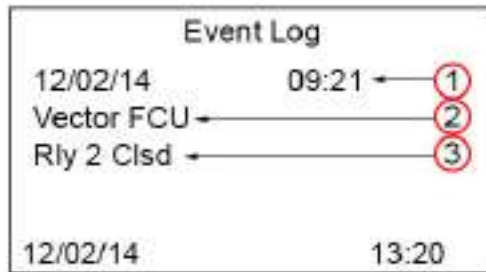 Event Log
12/02/14 09:21 1
Vector FCU 2
Rly 2 Clsd 3
12/02/14 13:20